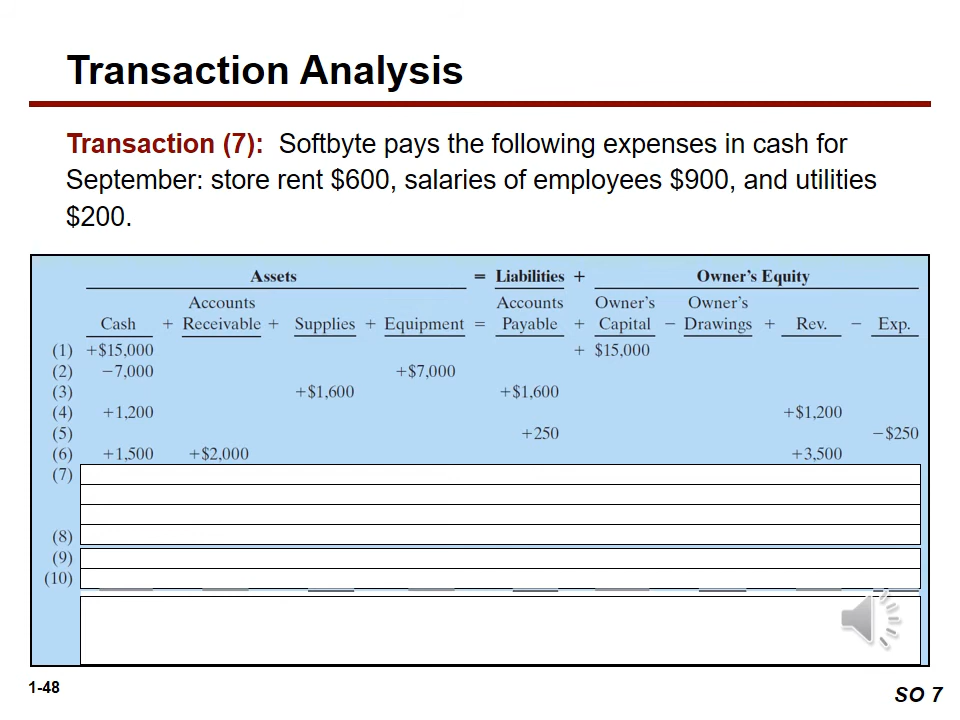 Transaction Analysis
Transaction (7): Softbyte pays the following expenses in cash for
September: store rent $600, salaries of employees $900, and utilities
$200.
Assets = Liabilities + Owner's Equity
Accounts Accounts Owner's Owner's
Cash + Receivable + Supplies + Equipment = Payable + Capital − Drawings + Rev. − Exp.
(1) +$15,000 + $15,000
(2) −7,000 +$7,000
(3) +$1,600 +$1,600
(4) +1,200 +$1,200
(5) +250 −$250
(6) +1,500 +$2,000 +3,500
(7)
(8)
(9)
(10)
1-48
SO 7